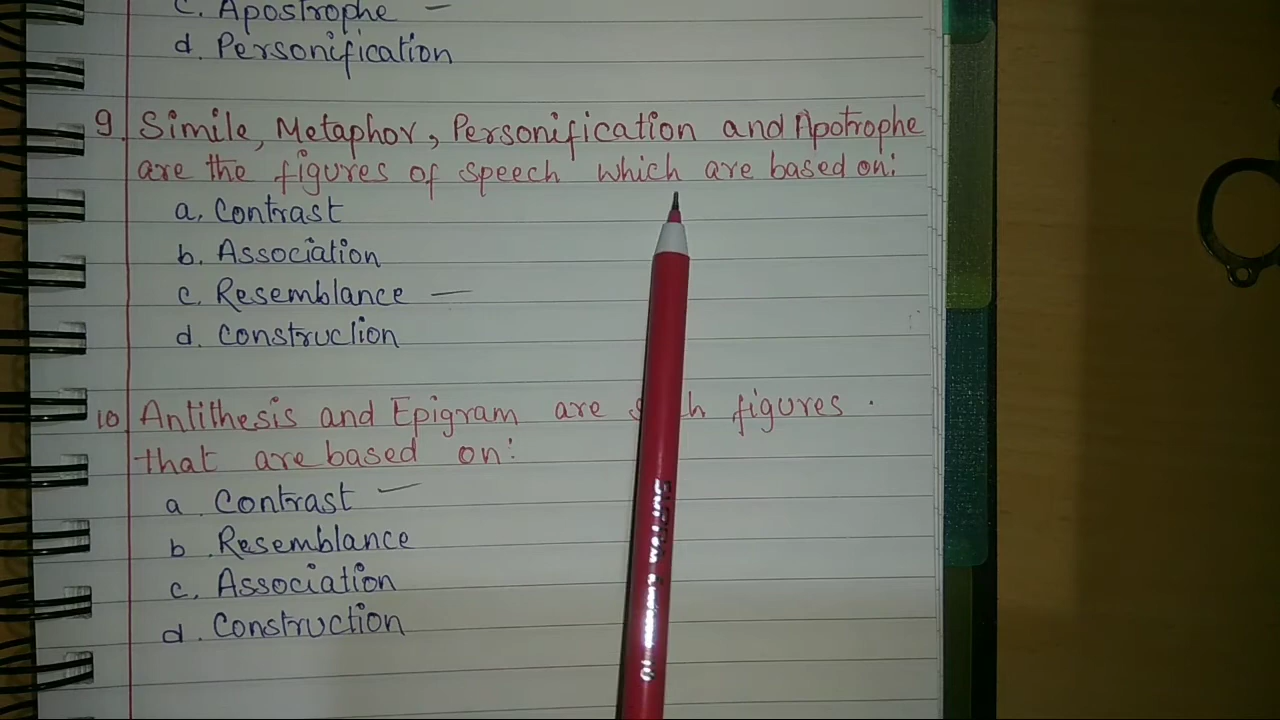 c. Apostrophe —
d. Personification
9. Simile, Metaphor, Personification and Apotrophe
are the figures of speech which are based on:
a. Contrast
b. Association
c. Resemblance —
d. Construction
10. Antithesis and Epigram are figures .
that are based on:
a. Contrast —
b. Resemblance
c. Association
d. Construction